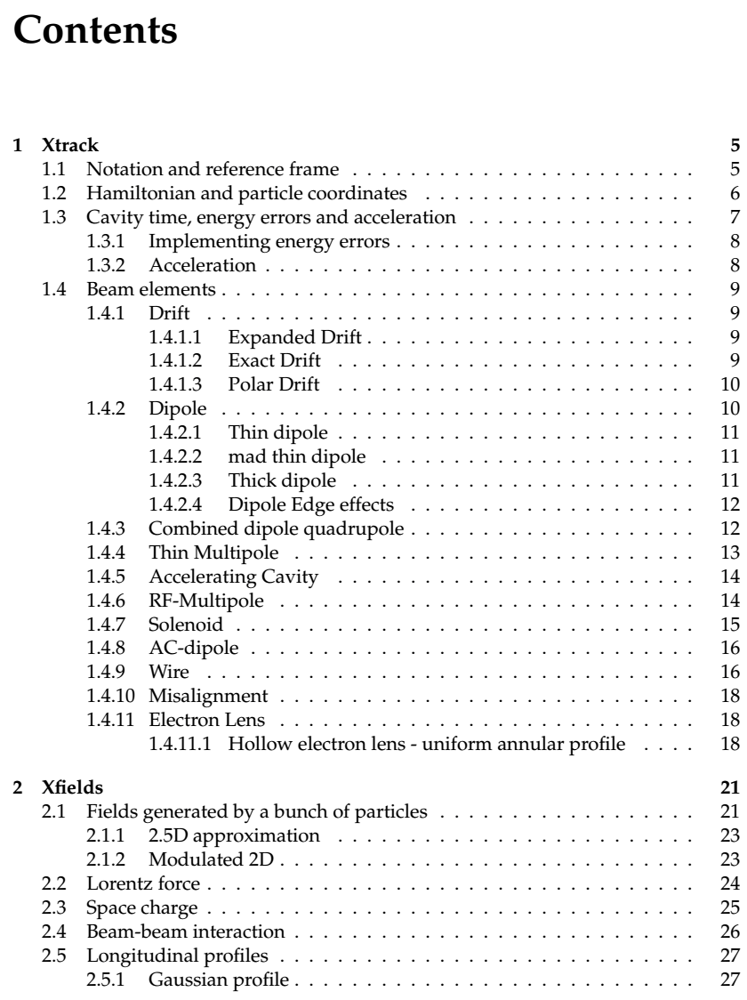 Contents
1 Xtrack 5
1.1 Notation and reference frame . . . . . . . . . . . . . . . . . . . . . . . . 5
1.2 Hamiltonian and particle coordinates . . . . . . . . . . . . . . . . . . . 6
1.3 Cavity time, energy errors and acceleration . . . . . . . . . . . . . . . . 7
1.3.1 Implementing energy errors . . . . . . . . . . . . . . . . . . . . . 8
1.3.2 Acceleration . . . . . . . . . . . . . . . . . . . . . . . . . . . . . . 8
1.4 Beam elements . . . . . . . . . . . . . . . . . . . . . . . . . . . . . . . . . 9
1.4.1 Drift . . . . . . . . . . . . . . . . . . . . . . . . . . . . . . . . . . 9
1.4.1.1 Expanded Drift . . . . . . . . . . . . . . . . . . . . . . . 9
1.4.1.2 Exact Drift . . . . . . . . . . . . . . . . . . . . . . . . . 9
1.4.1.3 Polar Drift . . . . . . . . . . . . . . . . . . . . . . . . . 10
1.4.2 Dipole . . . . . . . . . . . . . . . . . . . . . . . . . . . . . . . . . 10
1.4.2.1 Thin dipole . . . . . . . . . . . . . . . . . . . . . . . . . 11
1.4.2.2 mad thin dipole . . . . . . . . . . . . . . . . . . . . . . 11
1.4.2.3 Thick dipole . . . . . . . . . . . . . . . . . . . . . . . . 11
1.4.2.4 Dipole Edge effects . . . . . . . . . . . . . . . . . . . . 12
1.4.3 Combined dipole quadrupole . . . . . . . . . . . . . . . . . . . . 12
1.4.4 Thin Multipole . . . . . . . . . . . . . . . . . . . . . . . . . . . . 13
1.4.5 Accelerating Cavity . . . . . . . . . . . . . . . . . . . . . . . . . 14
1.4.6 RF-Multipole . . . . . . . . . . . . . . . . . . . . . . . . . . . . . 14
1.4.7 Solenoid . . . . . . . . . . . . . . . . . . . . . . . . . . . . . . . . 15
1.4.8 AC-dipole . . . . . . . . . . . . . . . . . . . . . . . . . . . . . . . 16
1.4.9 Wire . . . . . . . . . . . . . . . . . . . . . . . . . . . . . . . . . . 16
1.4.10 Misalignment . . . . . . . . . . . . . . . . . . . . . . . . . . . . . 18
1.4.11 Electron Lens . . . . . . . . . . . . . . . . . . . . . . . . . . . . . 18
1.4.11.1 Hollow electron lens - uniform annular profile . . . . 18
2 Xfields 21
2.1 Fields generated by a bunch of particles . . . . . . . . . . . . . . . . . . 21
2.1.1 2.5D approximation . . . . . . . . . . . . . . . . . . . . . . . . . 23
2.1.2 Modulated 2D . . . . . . . . . . . . . . . . . . . . . . . . . . . . . 23
2.2 Lorentz force . . . . . . . . . . . . . . . . . . . . . . . . . . . . . . . . . . 24
2.3 Space charge . . . . . . . . . . . . . . . . . . . . . . . . . . . . . . . . . . 25
2.4 Beam-beam interaction . . . . . . . . . . . . . . . . . . . . . . . . . . . . 26
2.5 Longitudinal profiles . . . . . . . . . . . . . . . . . . . . . . . . . . . . . 27
2.5.1 Gaussian profile . . . . . . . . . . . . . . . . . . . . . . . . . . . . 27